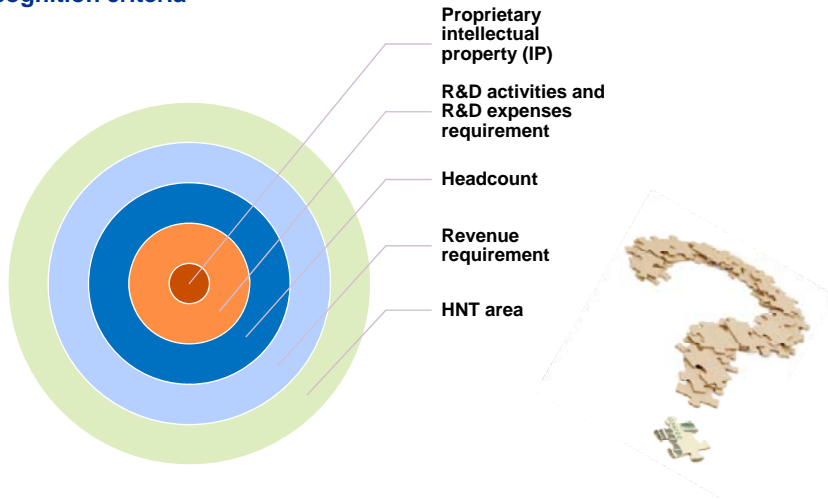 Proprietary
intellectual
property (IP)
R&D activities and
R&D expenses
requirement
Headcount
Revenue
requirement
HNT area